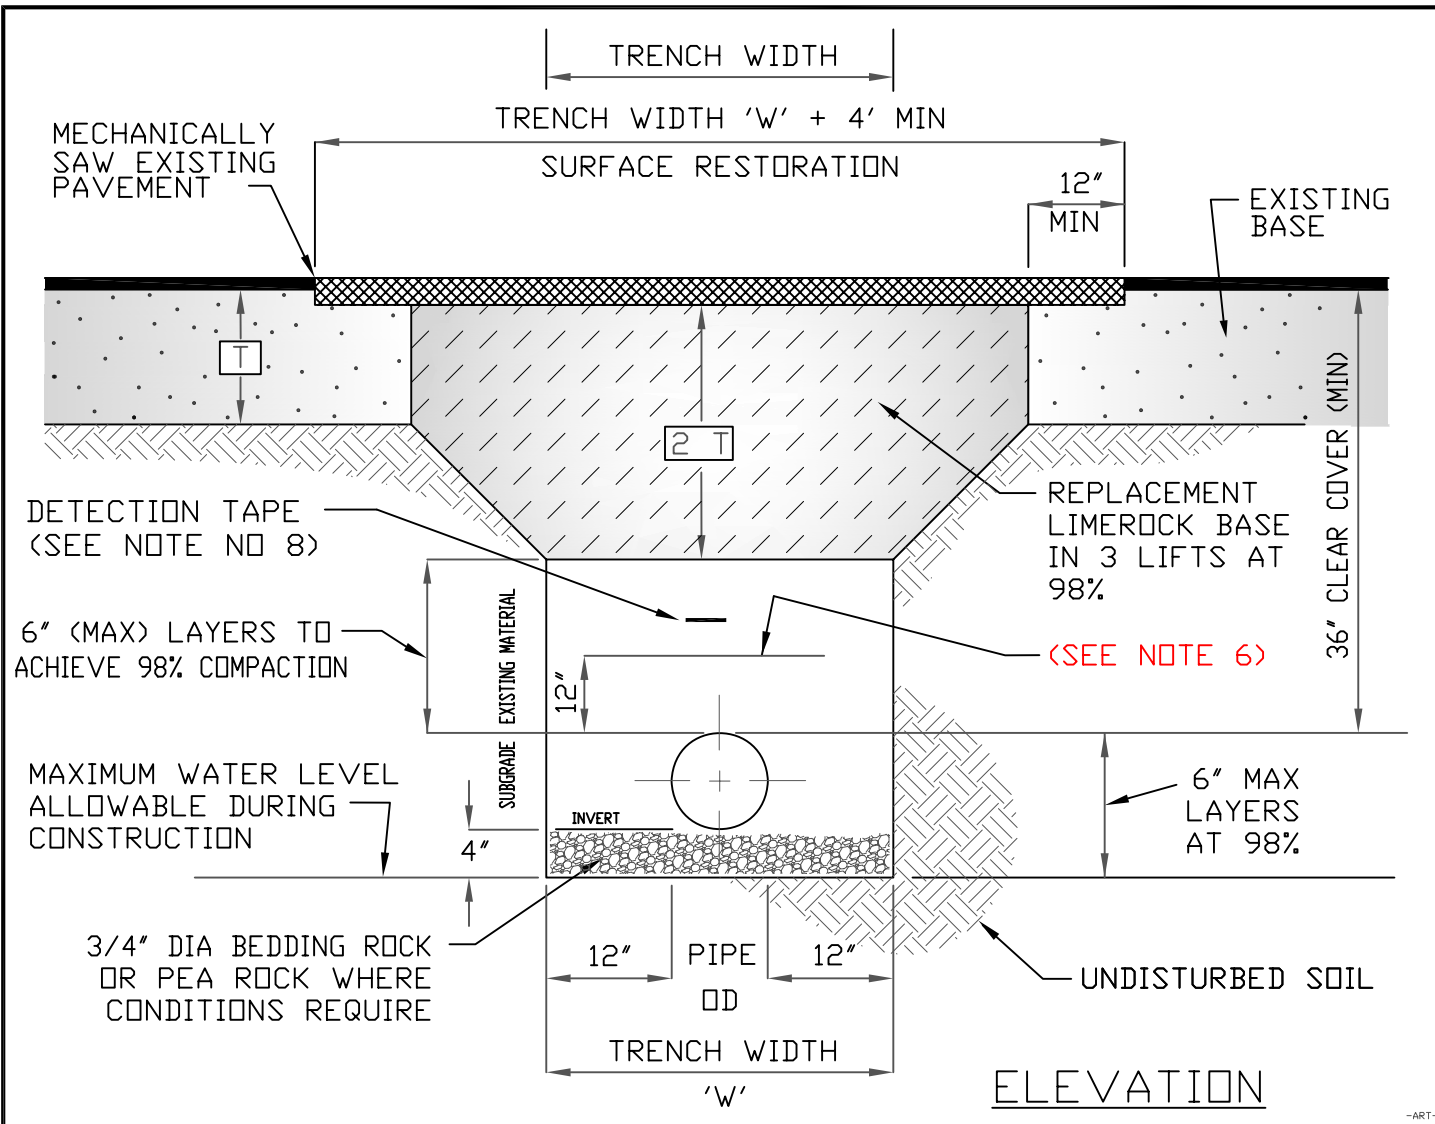 TRENCH WIDTH
TRENCH WIDTH 'W' + 4' MIN
SURFACE RESTORATION
MECHANICALLY
SAW EXISTING
PAVEMENT
12"
MIN
EXISTING
BASE
T
2 T
36" CLEAR COVER (MIN)
DETECTION TAPE
(SEE NOTE NO 8)
REPLACEMENT
LIMEROCK BASE
IN 3 LIFTS AT
98%
6" (MAX) LAYERS TO
ACHIEVE 98% COMPACTION
SUBGRADE EXISTING MATERIAL
12"
(SEE NOTE 6)
MAXIMUM WATER LEVEL
ALLOWABLE DURING
CONSTRUCTION
INVERT
4"
6" MAX
LAYERS
AT 98%
3/4" DIA BEDDING ROCK
OR PEA ROCK WHERE
CONDITIONS REQUIRE
12"
PIPE
OD
12"
UNDISTURBED SOIL
TRENCH WIDTH
'W'
ELEVATION
-ART-